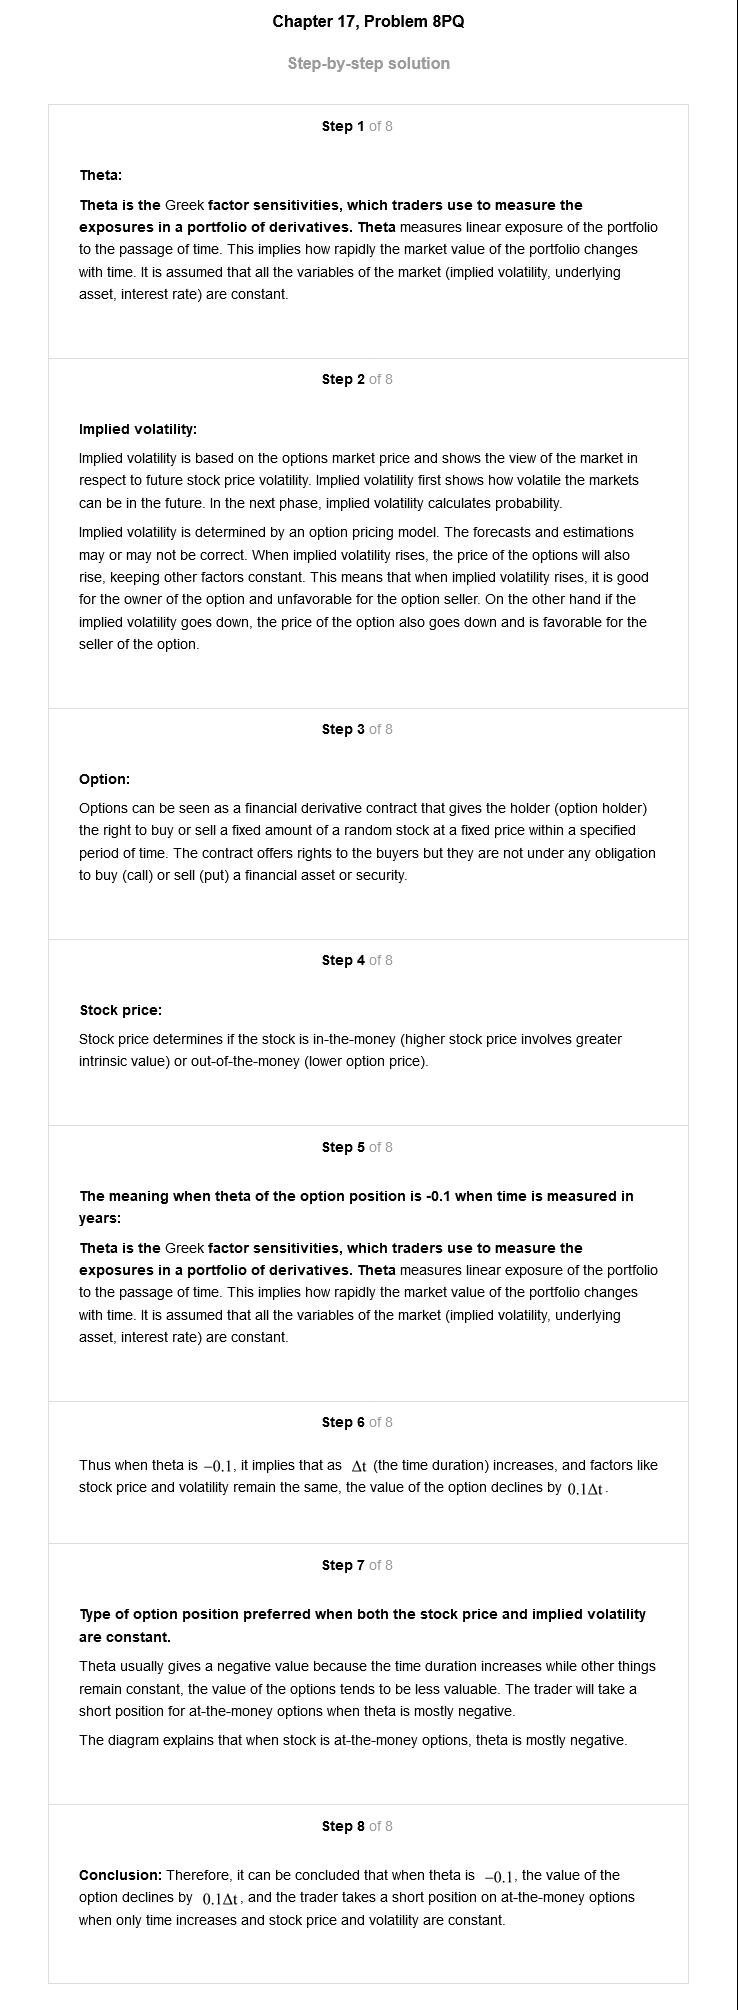 Chapter 17, Problem 8PQ
Step-by-step solution
Step 1 of 8
Theta:
Theta is the Greek factor sensitivities, which traders use to measure the
exposures in a portfolio of derivatives. Theta measures linear exposure of the portfolio
to the passage of time. This implies how rapidly the market value of the portfolio changes
with time. It is assumed that all the variables of the market (implied volatility, underlying
asset, interest rate) are constant.
Step 2 of 8
Implied volatility:
Implied volatility is based on the options market price and shows the view of the market in
respect to future stock price volatility. Implied volatility first shows how volatile the markets
can be in the future. In the next phase, implied volatility calculates probability.
Implied volatility is determined by an option pricing model. The forecasts and estimations
may or may not be correct. When implied volatility rises, the price of the options will also
rise, keeping other factors constant. This means that when implied volatility rises, it is good
for the owner of the option and unfavorable for the option seller. On the other hand if the
implied volatility goes down, the price of the option also goes down and is favorable for the
seller of the option.
Step 3 of 8
Option:
Options can be seen as a financial derivative contract that gives the holder (option holder)
the right to buy or sell a fixed amount of a random stock at a fixed price within a specified
period of time. The contract offers rights to the buyers but they are not under any obligation
to buy (call) or sell (put) a financial asset or security.
Step 4 of 8
Stock price:
Stock price determines if the stock is in-the-money (higher stock price involves greater
intrinsic value) or out-of-the-money (lower option price).
Step 5 of 8
The meaning when theta of the option position is -0.1 when time is measured in
years:
Theta is the Greek factor sensitivities, which traders use to measure the
exposures in a portfolio of derivatives. Theta measures linear exposure of the portfolio
to the passage of time. This implies how rapidly the market value of the portfolio changes
with time. It is assumed that all the variables of the market (implied volatility, underlying
asset, interest rate) are constant.
Step 6 of 8
Thus when theta is −0.1, it implies that as Δt (the time duration) increases, and factors like
stock price and volatility remain the same, the value of the option declines by 0.1Δt.
Step 7 of 8
Type of option position preferred when both the stock price and implied volatility
are constant.
Theta usually gives a negative value because the time duration increases while other things
remain constant, the value of the options tends to be less valuable. The trader will take a
short position for at-the-money options when theta is mostly negative.
The diagram explains that when stock is at-the-money options, theta is mostly negative.
Step 8 of 8
Conclusion: Therefore, it can be concluded that when theta is −0.1, the value of the
option declines by 0.1Δt, and the trader takes a short position on at-the-money options
when only time increases and stock price and volatility are constant.